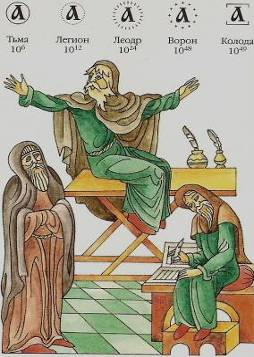 а а а а а
Тьма Легион Леодр Ворон Колода
10⁶ 10¹² 10²⁴ 10⁴⁸ 10⁴⁹